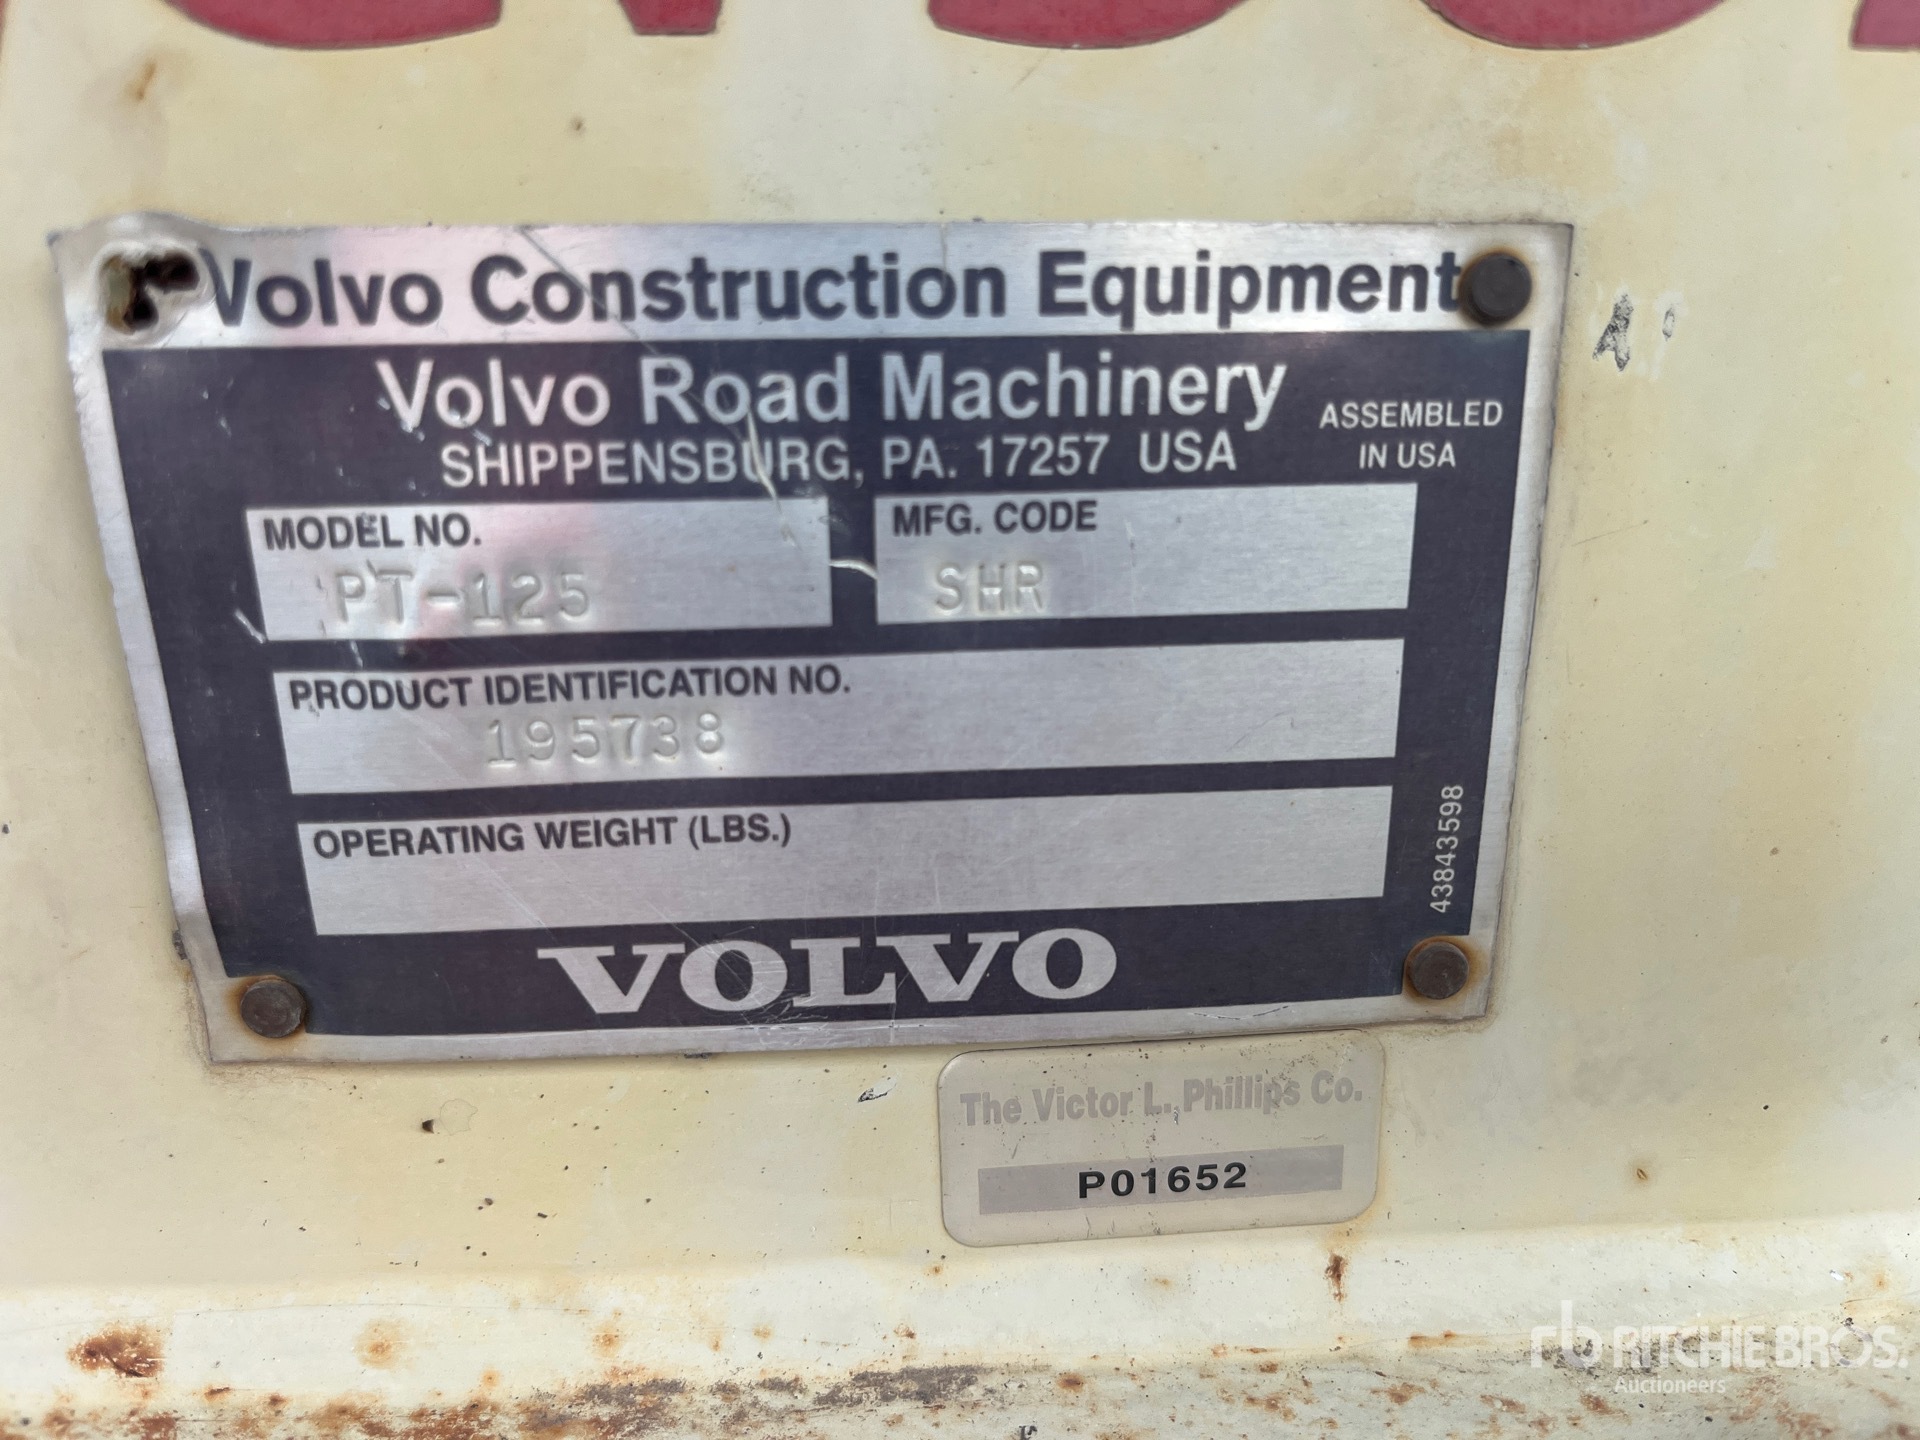 Volvo Construction Equipment
Volvo Road Machinery
SHIPPENSBURG, PA. 17257 USA
ASSEMBLED
IN USA
MODEL NO.
PT-125
MFG. CODE
SHR
PRODUCT IDENTIFICATION NO.
195738
OPERATING WEIGHT (LBS.)
43843598
VOLVO
The Victor L. Phillips Co.
P01652
rb RITCHIE BROS.
Auctioneers